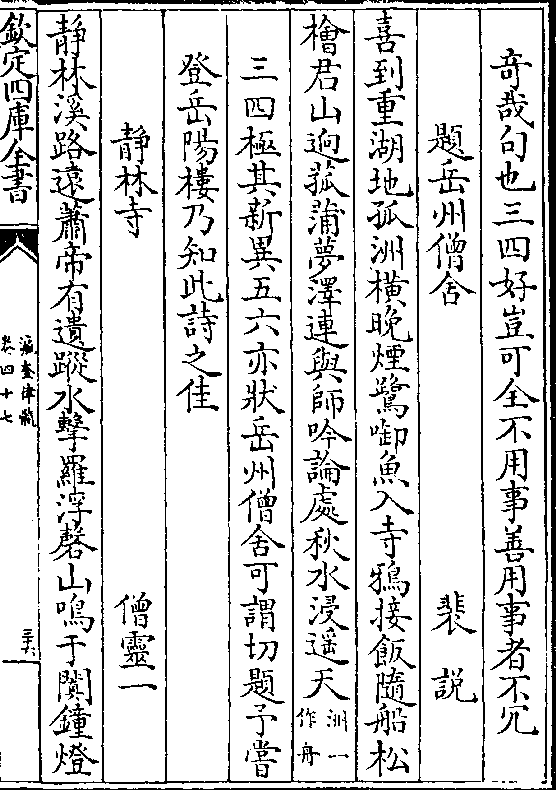 奇哉句也三四好豈可全不用事善用事者不冗
題岳州僧舍　裴說
喜到重湖地孤洲橫晚煙鷺㘅魚入寺鴉接飯隨船松
檜君山逈菰蒲夢澤連與師吟論處秋水浸遥天洲一作舟
三四極其新異五六亦狀岳州僧舍可謂切題予嘗
登岳陽樓乃知此詩之佳
靜林寺　僧靈一
靜林溪路遠蕭帝有遺蹤水擊羅浮磬山鳴于闐鐘燈
欽定四庫全書
瀛奎律髓
卷四十七
三六